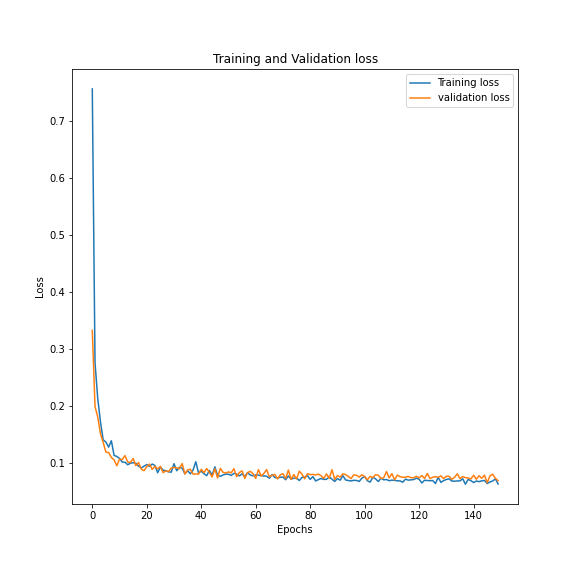 Training and Validation loss
Training loss
validation loss
0.7
0.6
0.5
0.4
0.3
0.2
0.1
Loss
0 20 40 60 80 100 120 140
Epochs